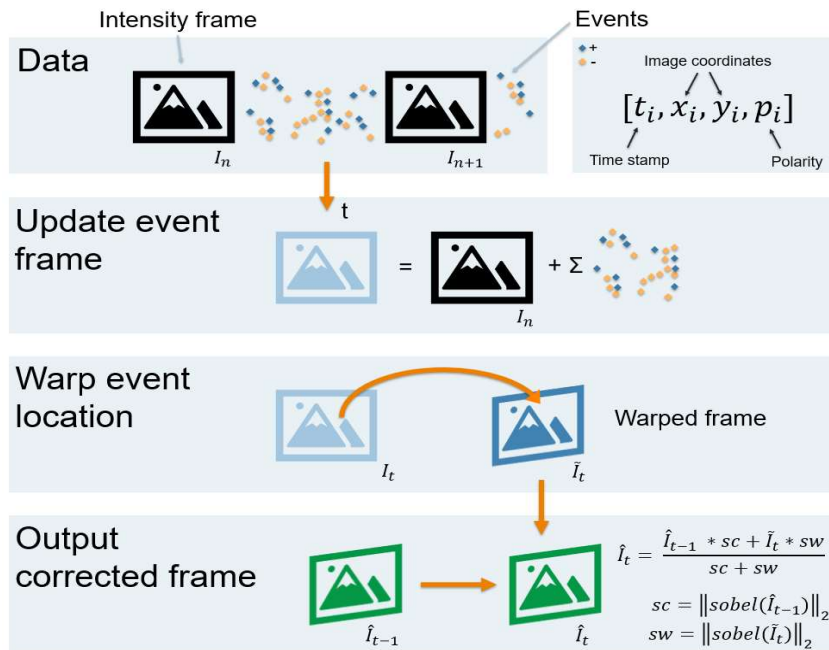 Intensity frame
Events
Data
I_n
I_{n+1}
+
-
Image coordinates
[t_i, x_i, y_i, p_i]
Time stamp
Polarity
Update event
frame
t
=
+ Σ
I_n
Warp event
location
I_t
Ĩ_t
Warped frame
Output
corrected frame
Î_{t-1}
Î_t
Î_t = (Î_{t-1} * sc + Ĩ_t * sw) / (sc + sw)
sc = ‖sobel(Î_{t-1})‖_2
sw = ‖sobel(Ĩ_t)‖_2